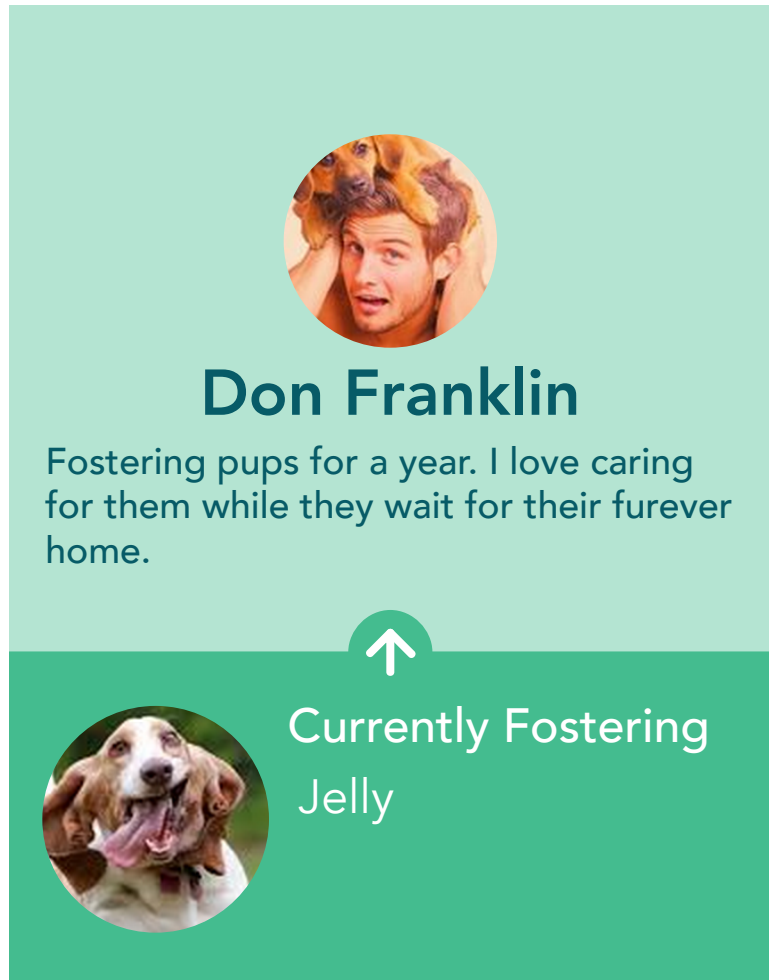 Don Franklin
Fostering pups for a year. I love caring
for them while they wait for their furever
home.
Currently Fostering
Jelly